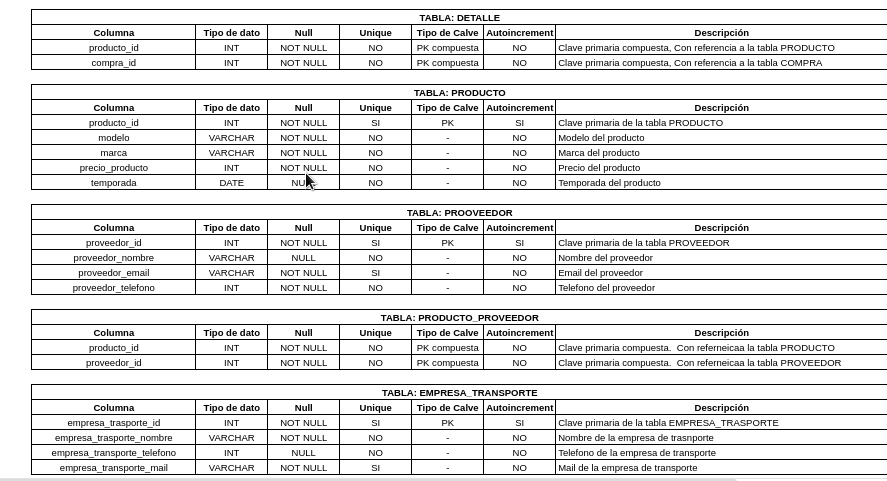 TABLA: DETALLE
Columna Tipo de dato Null Unique Tipo de Calve Autoincrement Descripción
producto_id INT NOT NULL NO PK compuesta NO Clave primaria compuesta, Con referencia a la tabla PRODUCTO
compra_id INT NOT NULL NO PK compuesta NO Clave primaria compuesta, Con referencia a la tabla COMPRA
TABLA: PRODUCTO
Columna Tipo de dato Null Unique Tipo de Calve Autoincrement Descripción
producto_id INT NOT NULL SI PK SI Clave primaria de la tabla PRODUCTO
modelo VARCHAR NOT NULL NO - NO Modelo del producto
marca VARCHAR NOT NULL NO - NO Marca del producto
precio_producto INT NOT NULL NO - NO Precio del producto
temporada DATE NO - NO Temporada del producto
TABLA: PROOVEEDOR
Columna Tipo de dato Null Unique Tipo de Calve Autoincrement Descripción
proveedor_id INT NOT NULL SI PK SI Clave primaria de la tabla PROVEEDOR
proveedor_nombre VARCHAR NULL NO - NO Nombre del proveedor
proveedor_email VARCHAR NOT NULL SI - NO Email del proveedor
proveedor_telefono INT NOT NULL NO - NO Telefono del proveedor
TABLA: PRODUCTO_PROVEEDOR
Columna Tipo de dato Null Unique Tipo de Calve Autoincrement Descripción
producto_id INT NOT NULL NO PK compuesta NO Clave primaria compuesta. Con referneicaa la tabla PRODUCTO
proveedor_id INT NOT NULL NO PK compuesta NO Clave primaria compuesta. Con referneicaa la tabla PROVEEDOR
TABLA: EMPRESA_TRANSPORTE
Columna Tipo de dato Null Unique Tipo de Calve Autoincrement Descripción
empresa_trasporte_id INT NOT NULL SI PK SI Clave primaria de la tabla EMPRESA_TRASPORTE
empresa_trasporte_nombre VARCHAR NOT NULL NO - NO Nombre de la empresa de trasnporte
empresa_transporte_telefono INT NULL NO - NO Telefono de la empresa de transporte
empresa_transporte_mail VARCHAR NOT NULL SI - NO Mail de la empresa de transporte